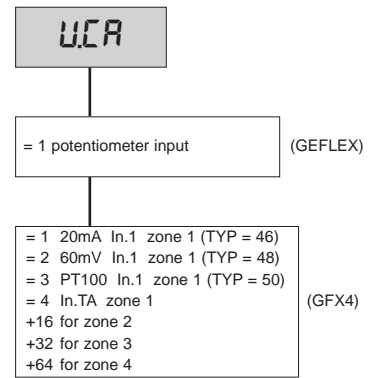 U.CA
= 1 potentiometer input (GEFLEX)
= 1 20mA In.1 zone 1 (TYP = 46)
= 2 60mV In.1 zone 1 (TYP = 48)
= 3 PT100 In.1 zone 1 (TYP = 50)
= 4 In.TA zone 1 (GFX4)
+16 for zone 2
+32 for zone 3
+64 for zone 4